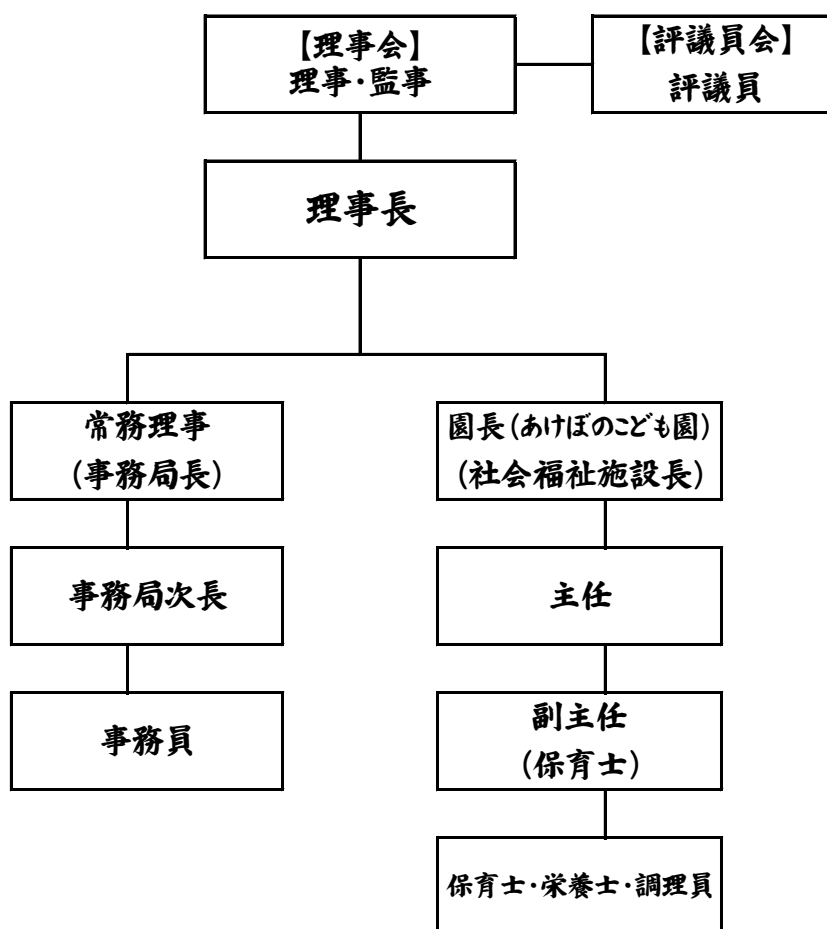 【理事会】
理事・監事
【評議員会】
評議員
理事長
常務理事
(事務局長)
園長(あけぼのこども園)
(社会福祉施設長)
事務局次長
主任
事務員
副主任
(保育士)
保育士・栄養士・調理員